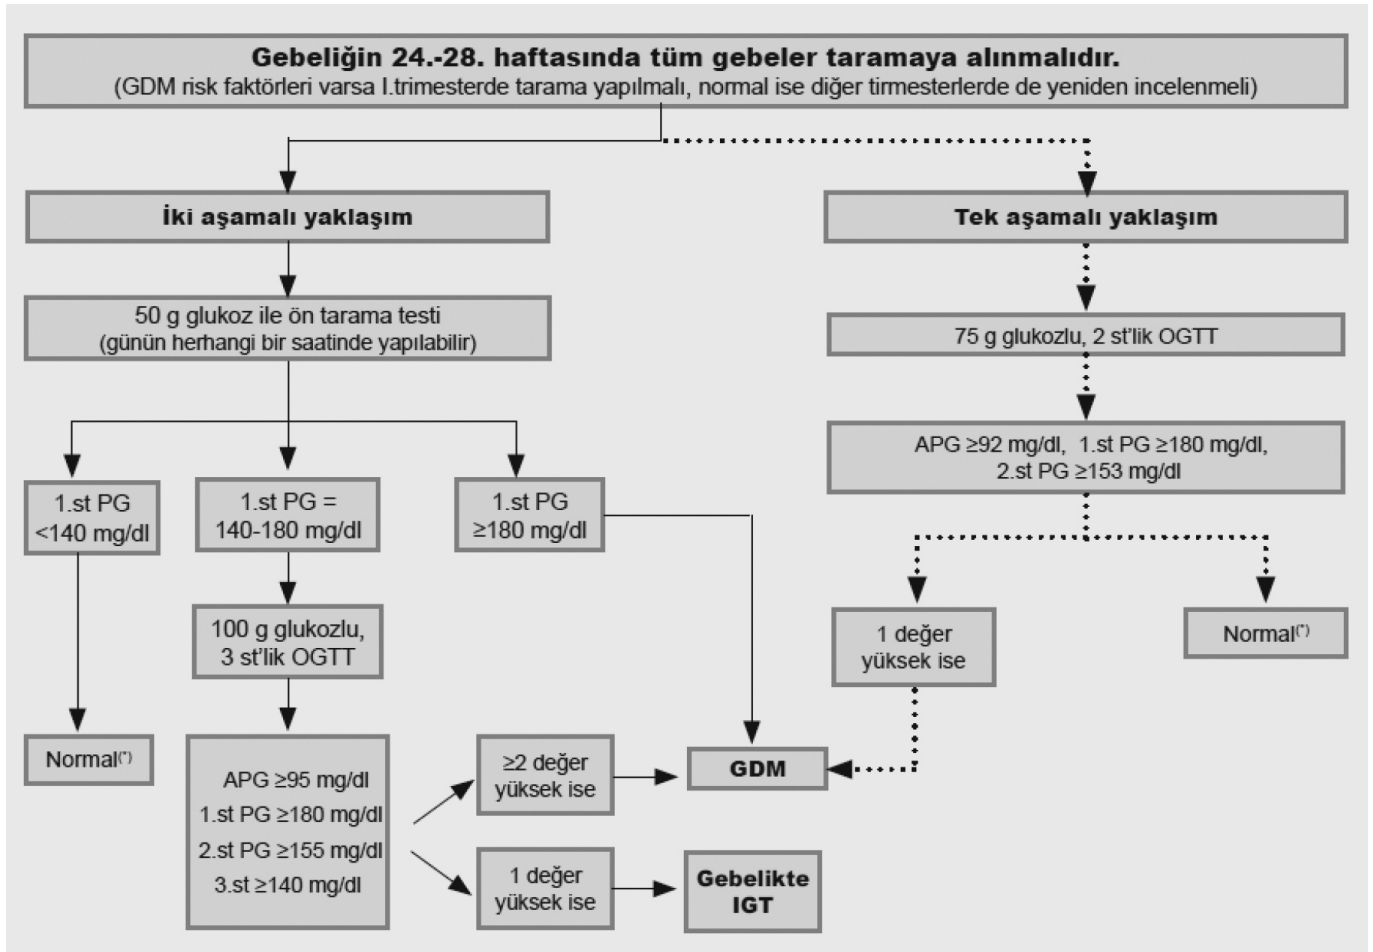 Gebeliğin 24.-28. haftasında tüm gebeler taramaya alınmalıdır.
(GDM risk faktörleri varsa I.trimesterde tarama yapılmalı, normal ise diğer tirmesterlerde de yeniden incelenmeli)
İki aşamalı yaklaşım
Tek aşamalı yaklaşım
50 g glukoz ile ön tarama testi
(günün herhangi bir saatinde yapılabilir)
75 g glukozlu, 2 st'lik OGTT
APG ≥92 mg/dl, 1.st PG ≥180 mg/dl,
2.st PG ≥153 mg/dl
1.st PG
<140 mg/dl
1.st PG =
140-180 mg/dl
1.st PG
≥180 mg/dl
100 g glukozlu,
3 st'lik OGTT
1 değer
yüksek ise
Normal(*)
Normal(*)
APG ≥95 mg/dl
1.st PG ≥180 mg/dl
2.st PG ≥155 mg/dl
3.st ≥140 mg/dl
≥2 değer
yüksek ise
GDM
1 değer
yüksek ise
Gebelikte
IGT